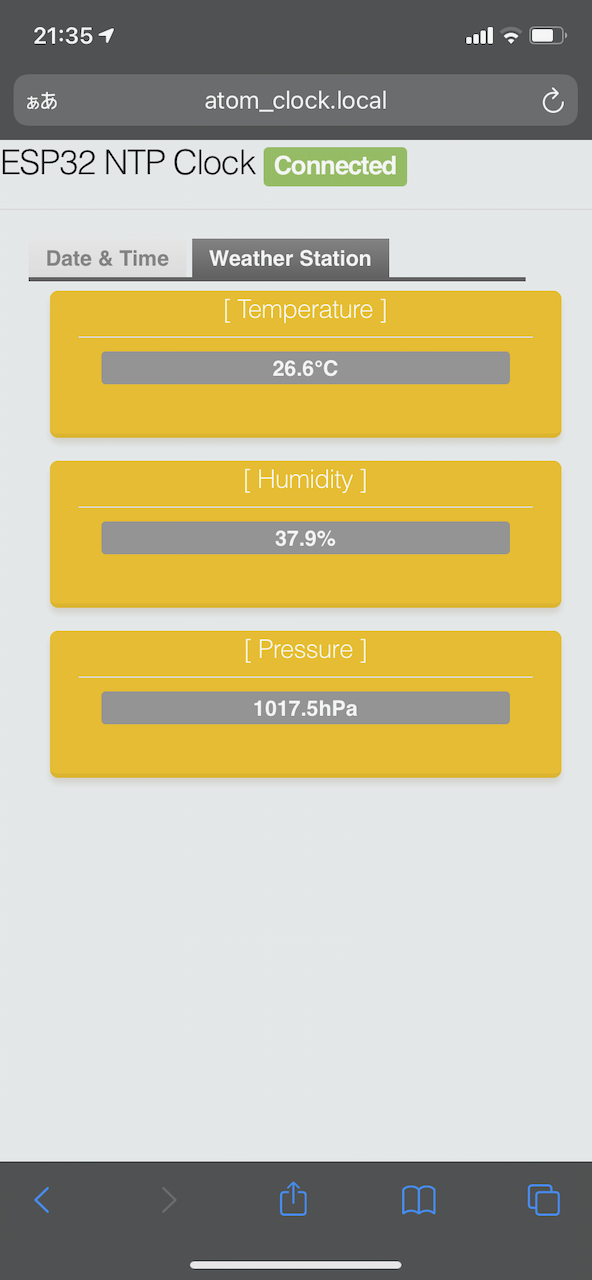 21:35
ぁあ atom_clock.local
ESP32 NTP Clock Connected
Date & Time Weather Station
[ Temperature ]
26.6°C
[ Humidity ]
37.9%
[ Pressure ]
1017.5hPa